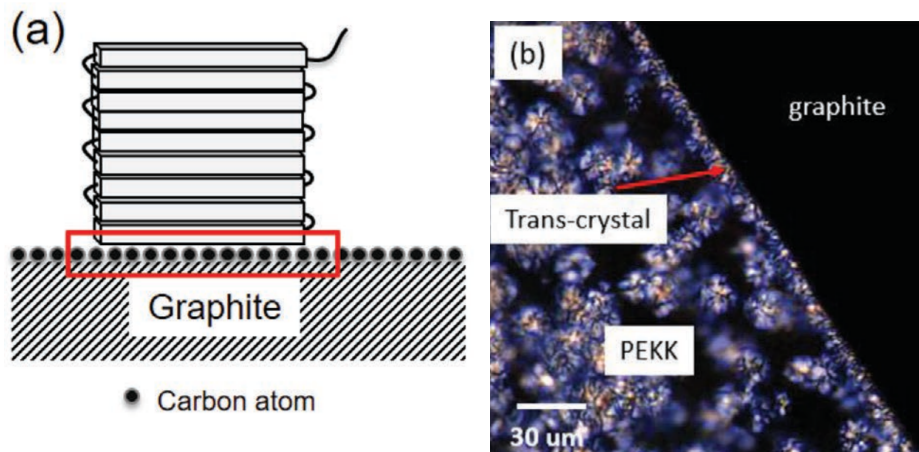 (a)
Graphite
Carbon atom
(b)
graphite
Trans-crystal
PEKK
30 um